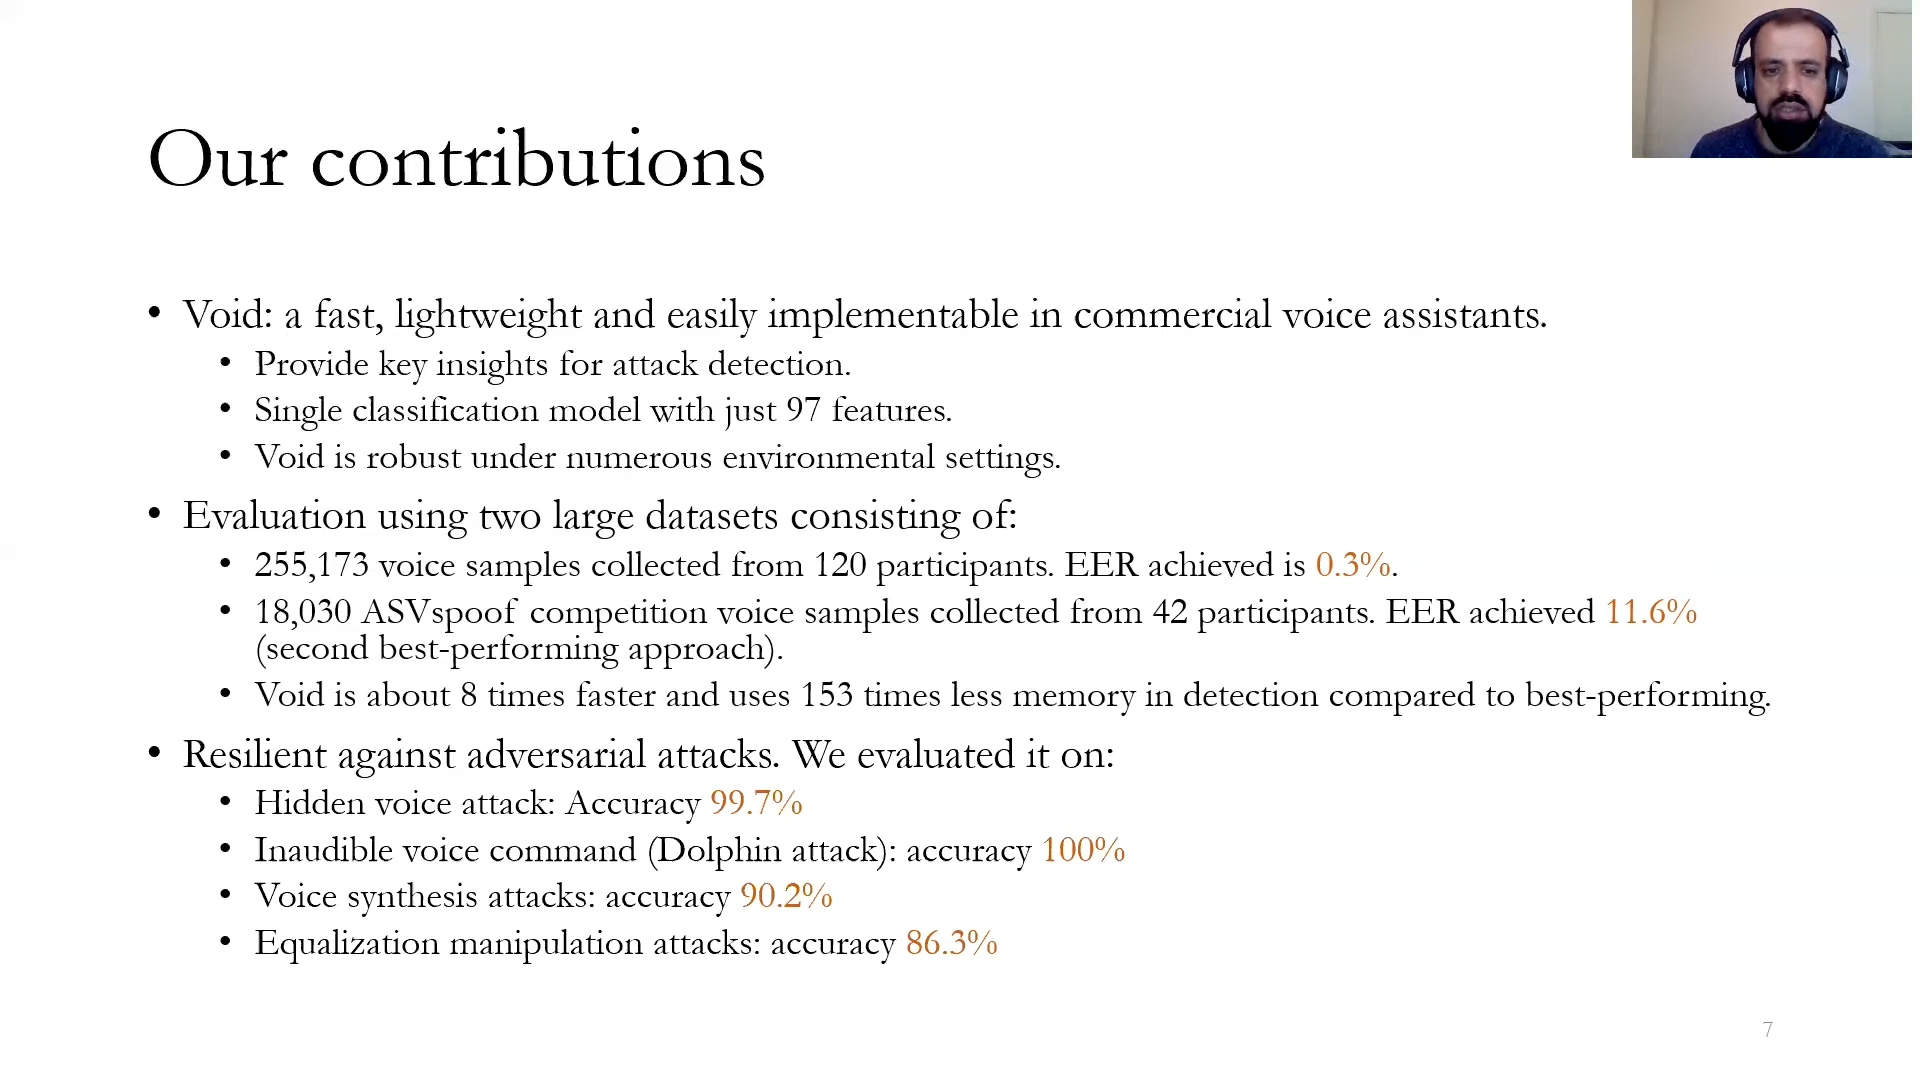 Our contributions
• Void: a fast, lightweight and easily implementable in commercial voice assistants.
• Provide key insights for attack detection.
• Single classification model with just 97 features.
• Void is robust under numerous environmental settings.
• Evaluation using two large datasets consisting of:
• 255,173 voice samples collected from 120 participants. EER achieved is 0.3%.
• 18,030 ASVspoof competition voice samples collected from 42 participants. EER achieved 11.6%
(second best-performing approach).
• Void is about 8 times faster and uses 153 times less memory in detection compared to best-performing.
• Resilient against adversarial attacks. We evaluated it on:
• Hidden voice attack: Accuracy 99.7%
• Inaudible voice command (Dolphin attack): accuracy 100%
• Voice synthesis attacks: accuracy 90.2%
• Equalization manipulation attacks: accuracy 86.3%
7